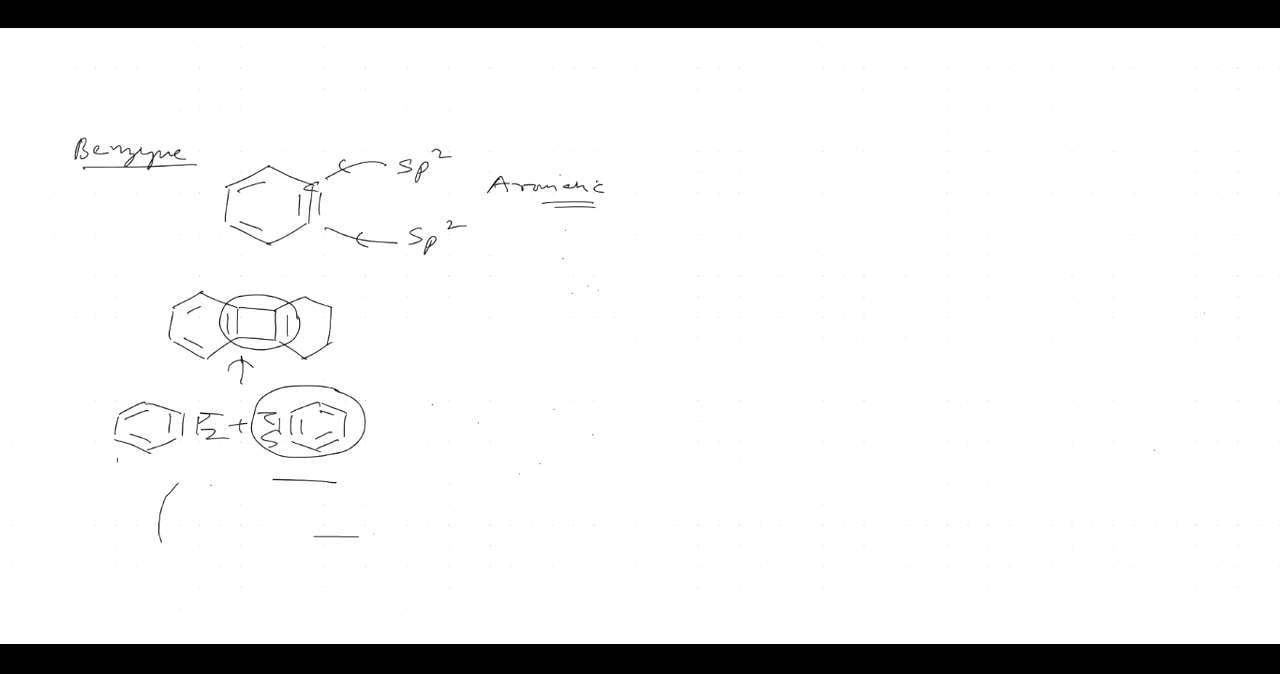 Benzyne
sp²
Aromatic
sp²
+